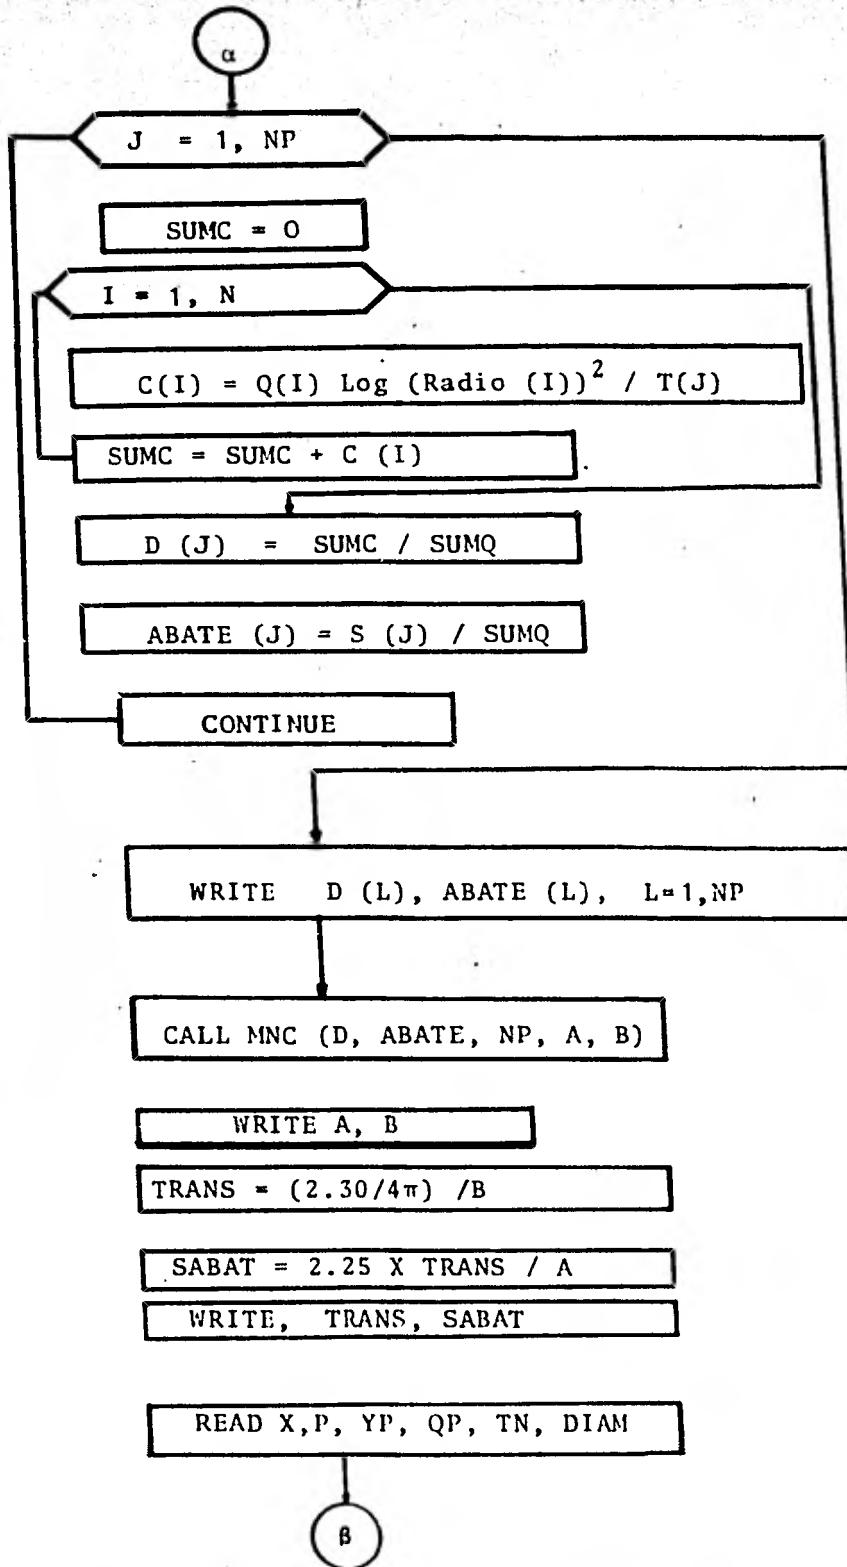 α
J = 1, NP
SUMC = O
I = 1, N
C(I) = Q(I) Log (Radio (I))² / T(J)
SUMC = SUMC + C (I)
D (J) = SUMC / SUMQ
ABATE (J) = S (J) / SUMQ
CONTINUE
WRITE D (L), ABATE (L), L=1,NP
CALL MNC (D, ABATE, NP, A, B)
WRITE A, B
TRANS = (2.30/4π) /B
SABAT = 2.25 X TRANS / A
WRITE, TRANS, SABAT
READ X,P, YP, QP, TN, DIAM
β